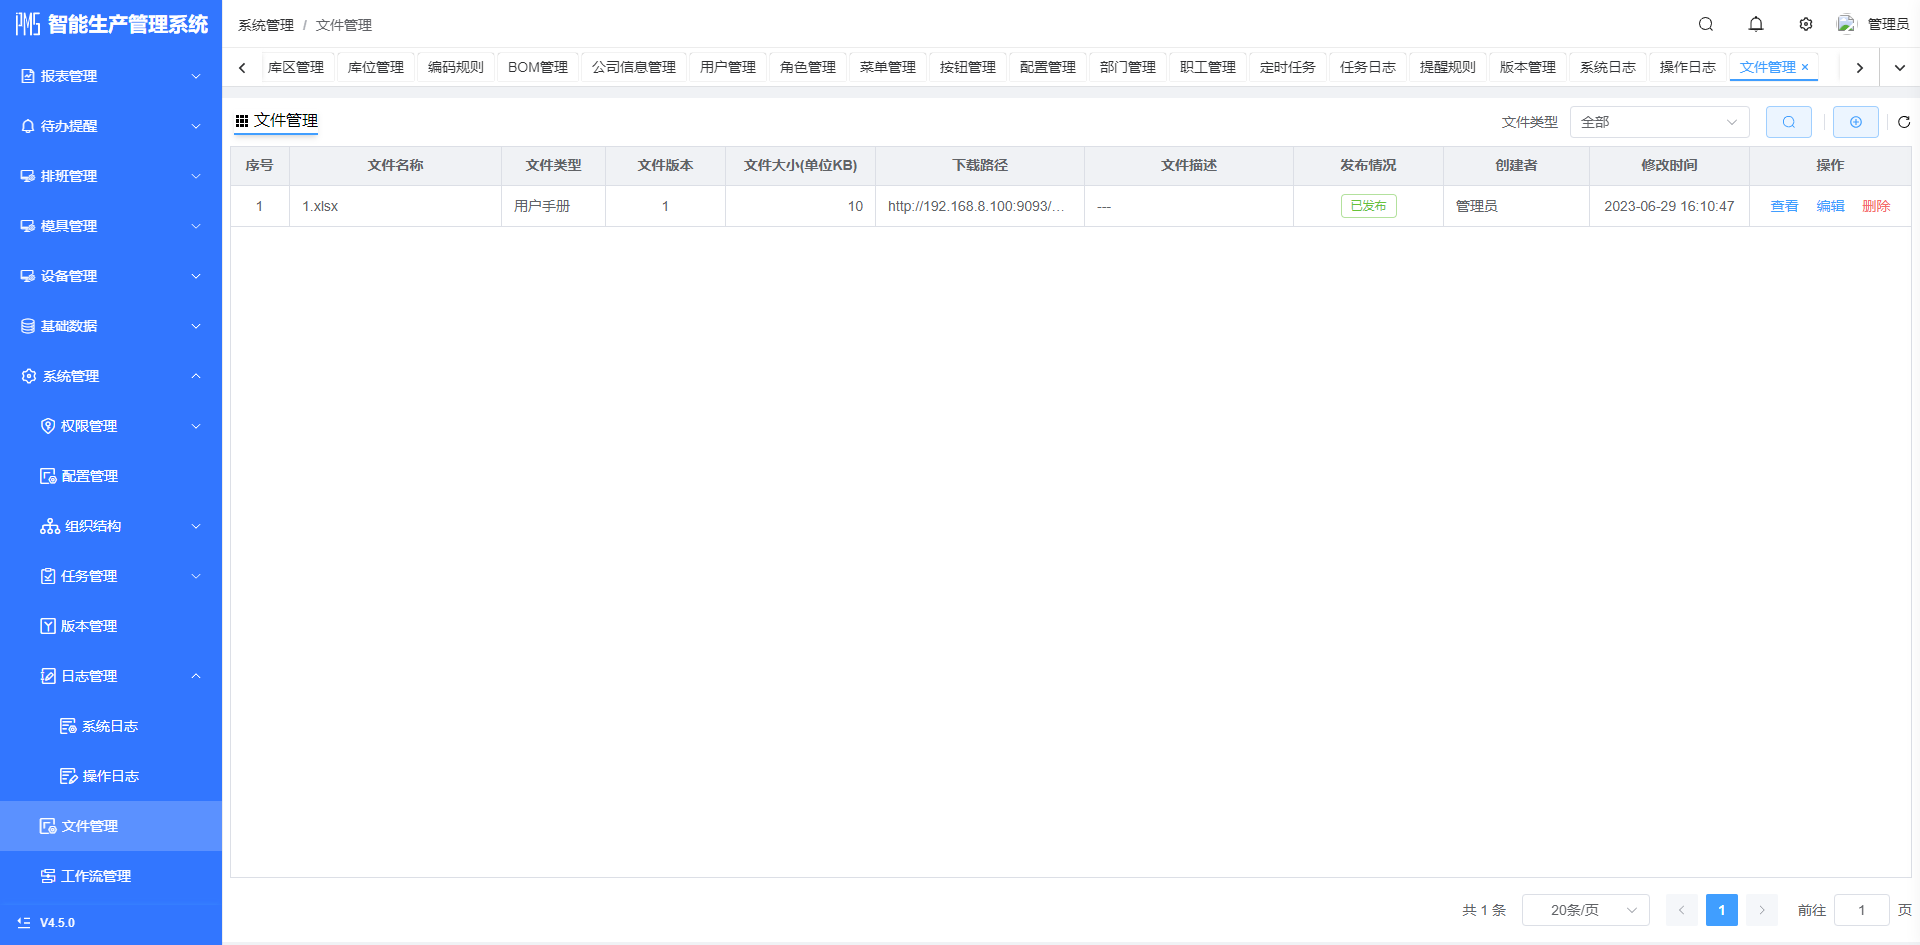 智能生产管理系统
报表管理
待办提醒
排班管理
模具管理
设备管理
基础数据
系统管理
权限管理
配置管理
组织结构
任务管理
版本管理
日志管理
系统日志
操作日志
文件管理
工作流管理
V4.5.0
系统管理 / 文件管理
管理员
库区管理 库位管理 编码规则 BOM管理 公司信息管理 用户管理 角色管理 菜单管理 按钮管理 配置管理 部门管理 职工管理 定时任务 任务日志 提醒规则 版本管理 系统日志 操作日志 文件管理 ×
文件管理
文件类型 全部
序号 文件名称 文件类型 文件版本 文件大小(单位KB) 下载路径 文件描述 发布情况 创建者 修改时间 操作
1 1.xlsx 用户手册 1 10 http://192.168.8.100:9093/... --- 已发布 管理员 2023-06-29 16:10:47 查看 编辑 删除
共 1 条 20条/页 1 前往 1 页